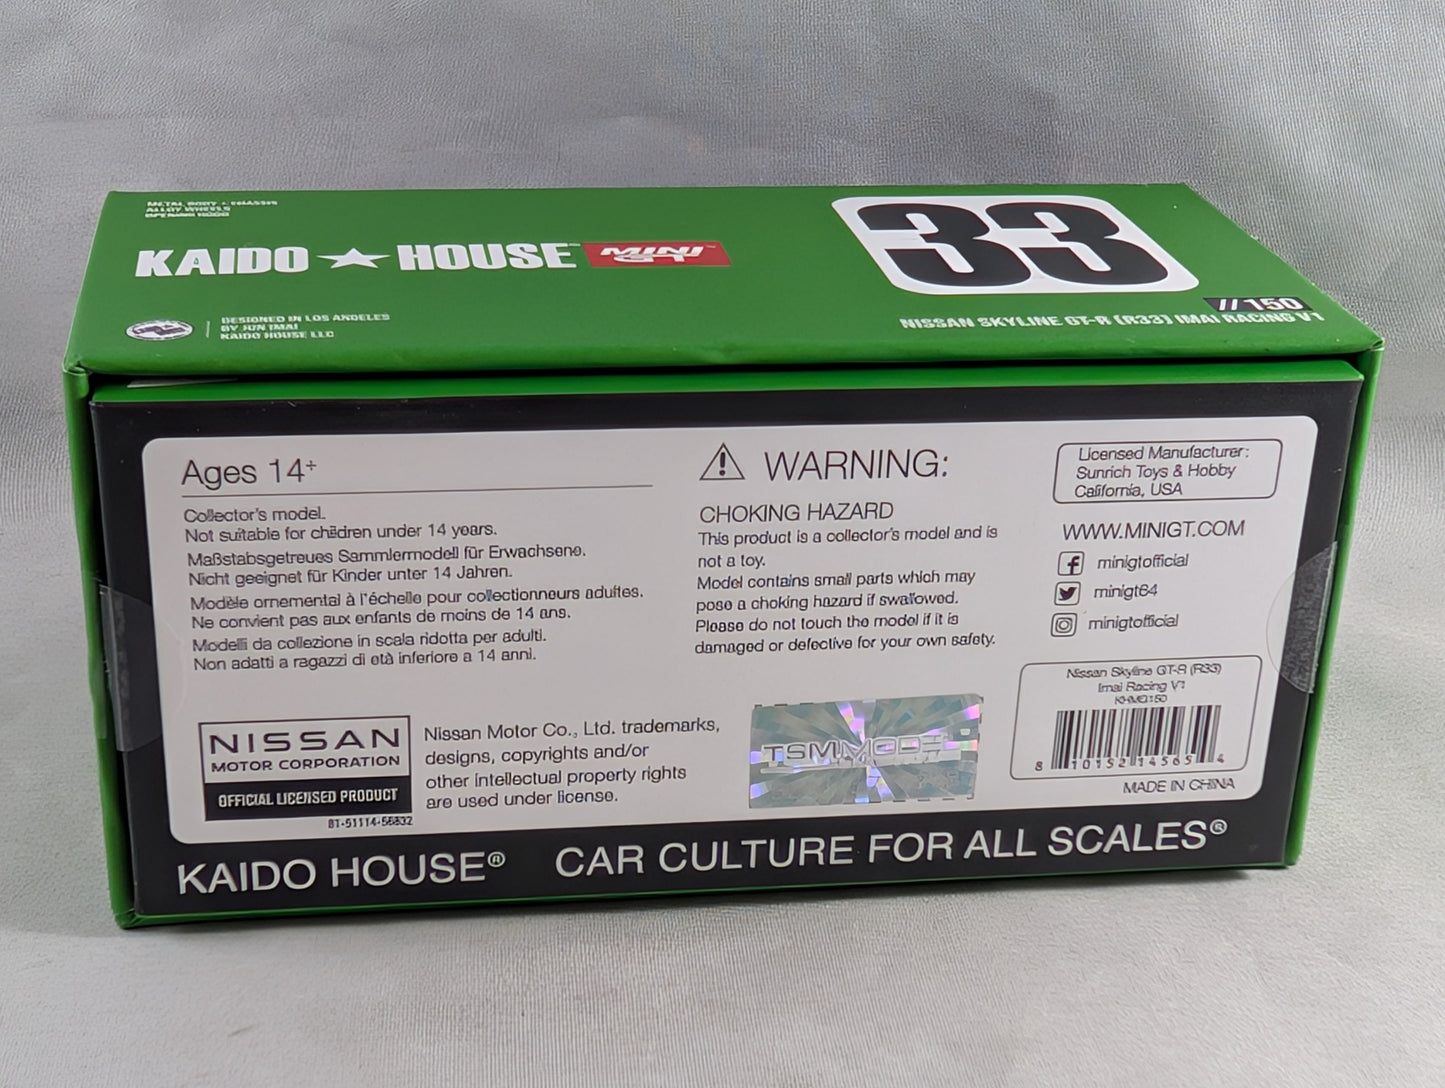 METAL BODY + CHASSIS
ALLOY WHEELS
OPENING HOOD
KAIDO★HOUSE™ MINI GT™
33
DESIGNED IN LOS ANGELES
BY JUN IMAI
KAIDO HOUSE LLC
//150
NISSAN SKYLINE GT-R (R33) IMAI RACING V1
Ages 14+
Collector's model.
Not suitable for children under 14 years.
Maßstabsgetreues Sammlermodell für Erwachsene.
Nicht geeignet für Kinder unter 14 Jahren.
Modèle ornemental à l'échelle pour collectionneurs adultes.
Ne convient pas aux enfants de moins de 14 ans.
Modelli da collezione in scala ridotta per adulti.
Non adatti a ragazzi di età inferiore a 14 anni.
WARNING:
CHOKING HAZARD
This product is a collector's model and is
not a toy.
Model contains small parts which may
pose a choking hazard if swallowed.
Please do not touch the model if it is
damaged or defective for your own safety.
Licensed Manufacturer:
Sunrich Toys & Hobby
California, USA
WWW.MINIGT.COM
minigtofficial
minigt64
minigtofficial
Nissan Skyline GT-R (R33)
Imai Racing V1
KHMG150
8 10152 14565 4
MADE IN CHINA
NISSAN
MOTOR CORPORATION
OFFICIAL LICENSED PRODUCT
Nissan Motor Co., Ltd. trademarks,
designs, copyrights and/or
other intellectual property rights
are used under license.
KAIDO HOUSE® CAR CULTURE FOR ALL SCALES®